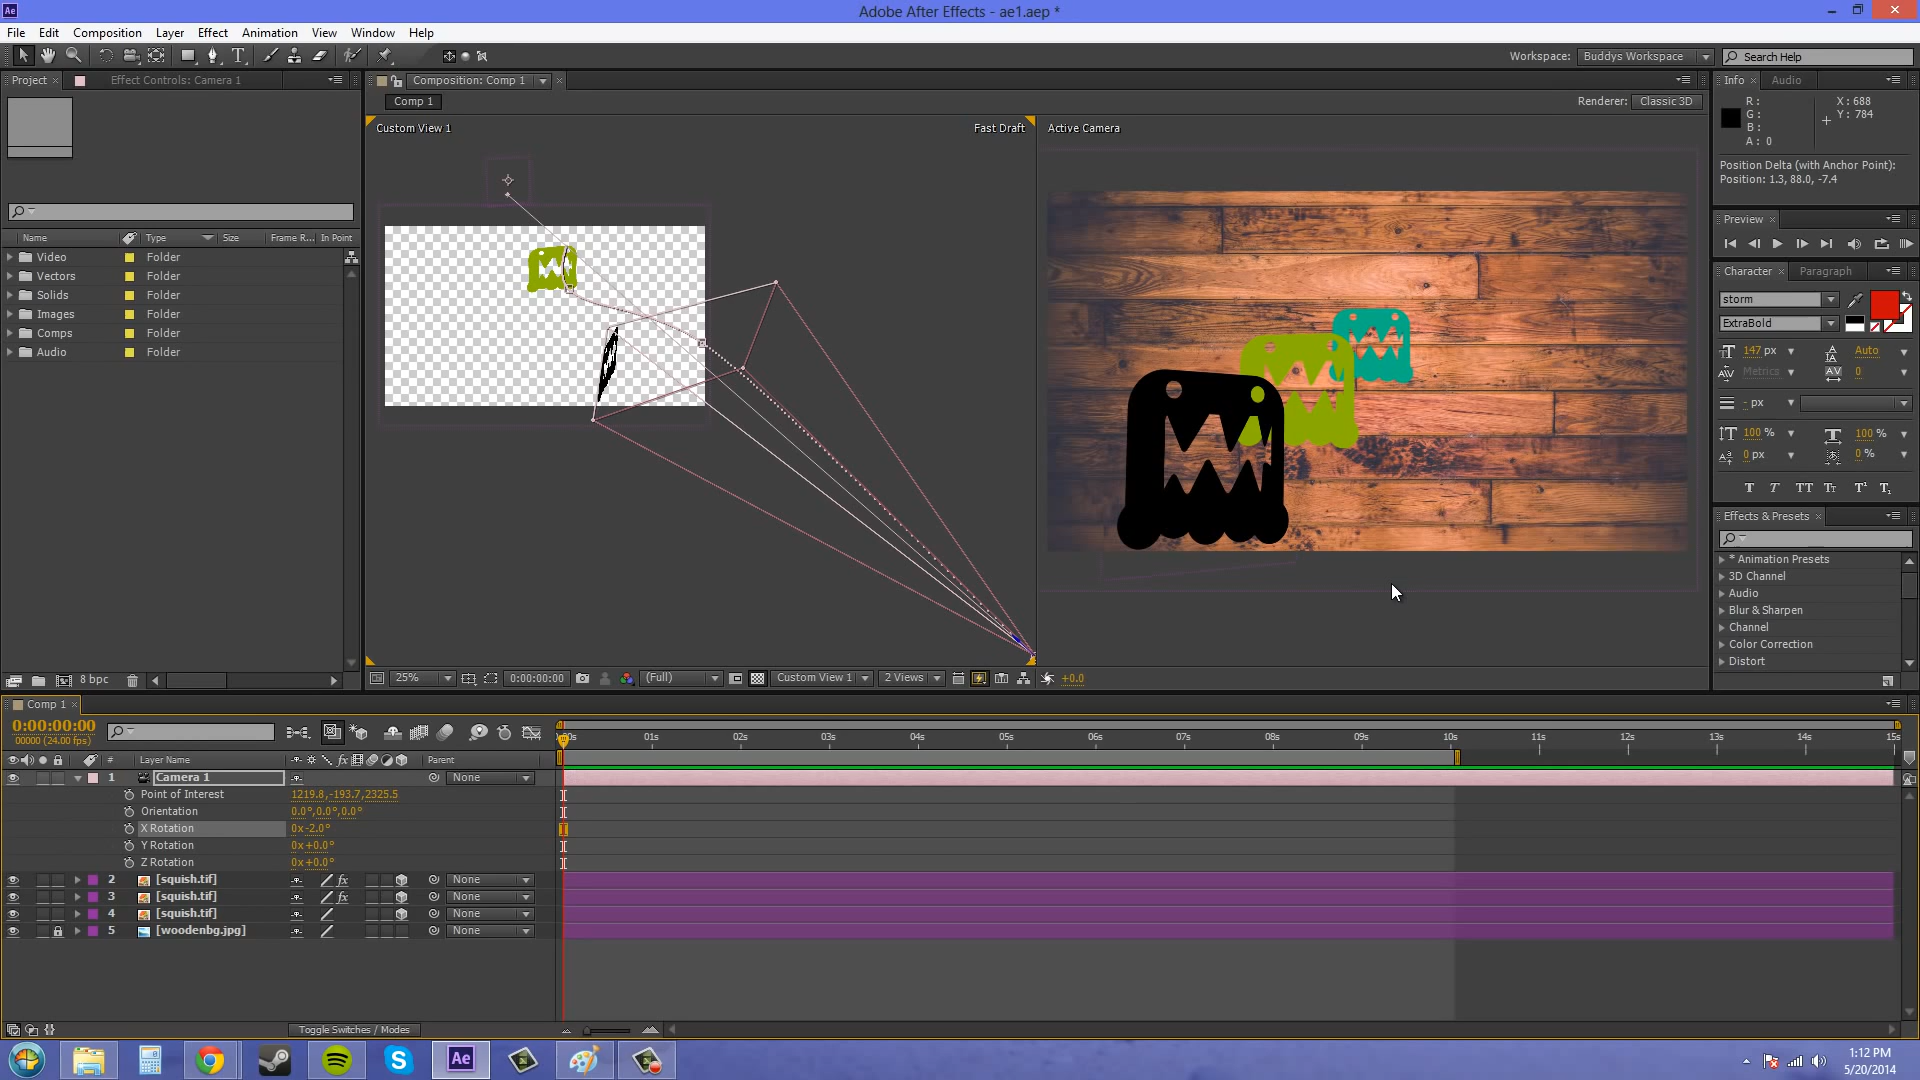 Ae
Adobe After Effects - ae1.aep *
File Edit Composition Layer Effect Animation View Window Help
Workspace: Buddys Workspace Search Help
Project Effect Controls: Camera 1
Composition: Comp 1
Info Audio
Comp 1
Renderer: Classic 3D
R :
G :
B :
A : 0
X : 688
Y : 784
Custom View 1 Fast Draft
Active Camera
Position Delta (with Anchor Point):
Position: 1.3, 88.0, -7.4
Preview
Name Type Size Frame R... In Point
Video Folder
Vectors Folder
Solids Folder
Images Folder
Comps Folder
Audio Folder
Character Paragraph
storm
ExtraBold
147 px Auto
Metrics 0
- px
100 % 100 %
0 px 0 %
T T TT Tt T¹ T₁
Effects & Presets
* Animation Presets
3D Channel
Audio
Blur & Sharpen
Channel
Color Correction
Distort
8 bpc
25% 0:00:00:00 (Full) Custom View 1 2 Views +0.0
Comp 1
0:00:00:00
00000 (24.00 fps)
01s 02s 03s 04s 05s 06s 07s 08s 09s 10s 11s 12s 13s 14s 15s
# Layer Name Parent
1 Camera 1 None
Point of Interest 1219.8,-193.7,2325.5
Orientation 0.0°,0.0°,0.0°
X Rotation 0x-2.0°
Y Rotation 0x+0.0°
Z Rotation 0x+0.0°
2 [squish.tif] fx None
3 [squish.tif] fx None
4 [squish.tif] None
5 [woodenbg.jpg] None
Toggle Switches / Modes
Ae
1:12 PM
5/20/2014